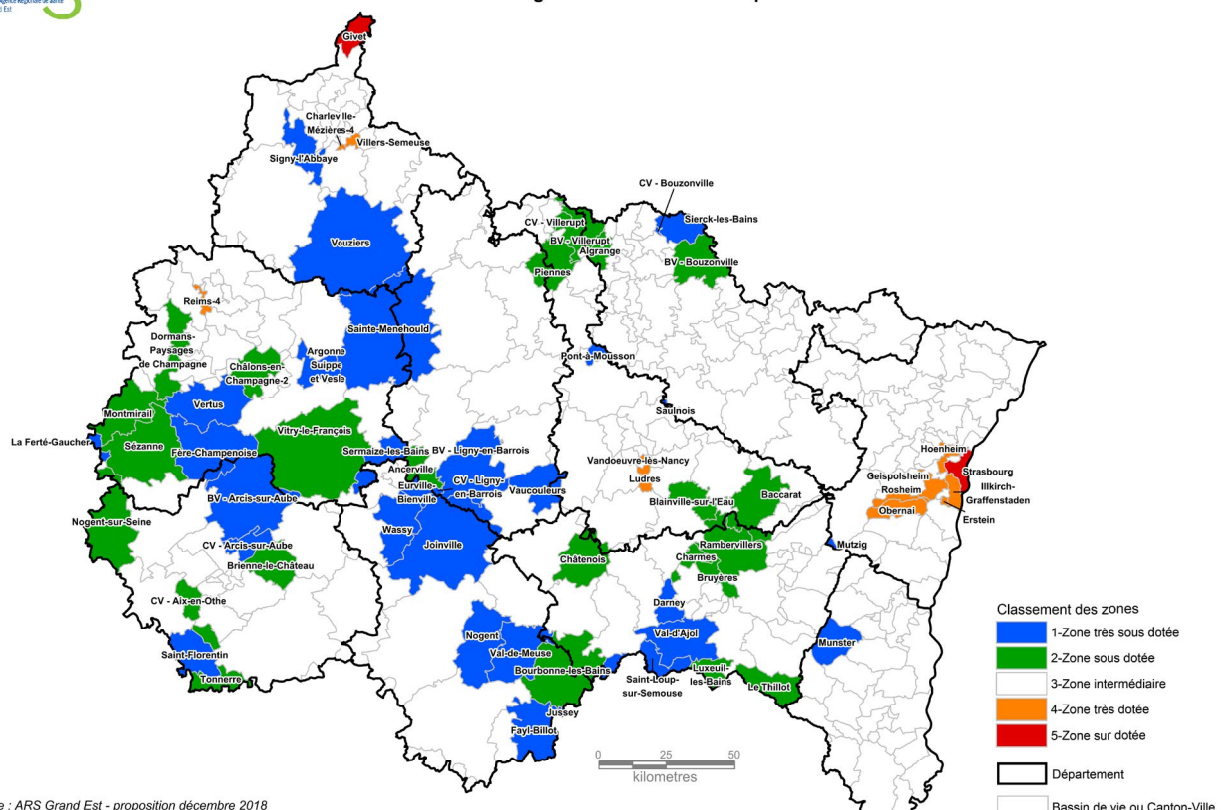 Agence Régionale de Santé
Givet
Charleville-
Mézières-4
Villers-Semeuse
Signy-l'Abbaye
CV - Bouzonville
Sierck-les-Bains
CV - Villerupt
BV - Villerupt
Algrange
Vouziers
BV - Bouzonville
Piennes
Reims-4
Sainte-Menehould
Dormans-
Paysages
de Champagne
Argonne
Suippe
et Vesle
Pont-à-Mousson
Châlons-en-
Champagne-2
Vertus
Saulnois
Montmirail
La Ferté-Gaucher
Sézanne
Vitry-le-François
Fère-Champenoise
Sermaize-les-Bains
BV - Ligny-en-Barrois
Hoenheim
Ancerville
Vandoeuvre-lès-Nancy
Ludres
Strasbourg
Geispolsheim
CV - Ligny-
en-Barrois
Illkirch-
Graffenstaden
Rosheim
Eurville-
Bienville
Vaucouleurs
BV - Arcis-sur-Aube
Blainville-sur-l'Eau
Baccarat
Obernai
Erstein
Nogent-sur-Seine
Wassy
Joinville
CV - Arcis-sur-Aube
Rambervillers
Mutzig
Brienne-le-Château
Châtenois
Charmes
Bruyères
CV - Aix-en-Othe
Darney
Classement des zones
1-Zone très sous dotée
Nogent
Val-d'Ajol
Munster
Saint-Florentin
Val-de-Meuse
2-Zone sous dotée
Bourbonne-les-Bains
Luxeuil-
les-Bains
Tonnerre
Saint-Loup-
sur-Semouse
Le Thillot
3-Zone intermédiaire
4-Zone très dotée
Jussey
Fayl-Billot
5-Zone sur dotée
0 25 50
kilometres
Département
Bassin de vie ou Canton-Ville
e : ARS Grand Est - proposition décembre 2018